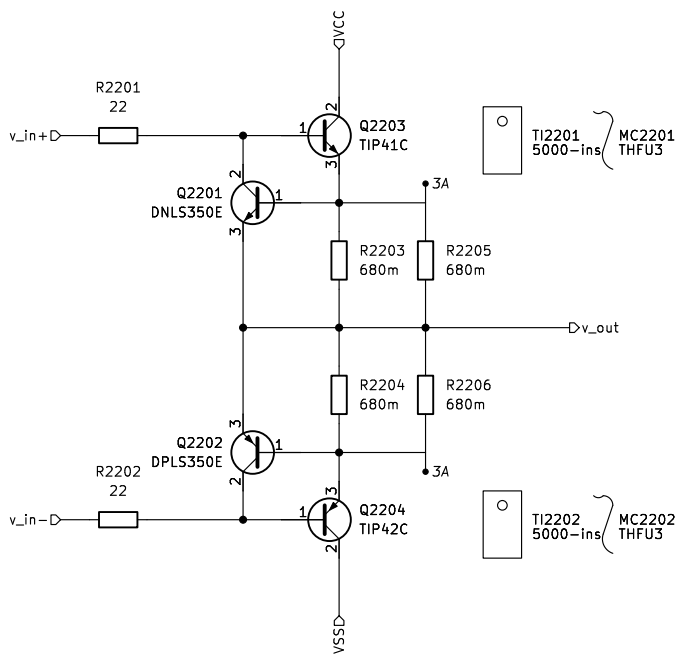 VCC
R2201
22
2
v_in+
1
Q2203
TIP41C
TI2201
5000-ins
MC2201
THFU3
3
2
3A
Q2201
DNLS350E
1
3
R2203
680m
R2205
680m
v_out
R2204
680m
R2206
680m
3
Q2202
DPLS350E
1
3A
R2202
22
2
3
v_in-
1
Q2204
TIP42C
TI2202
5000-ins
MC2202
THFU3
2
VSS